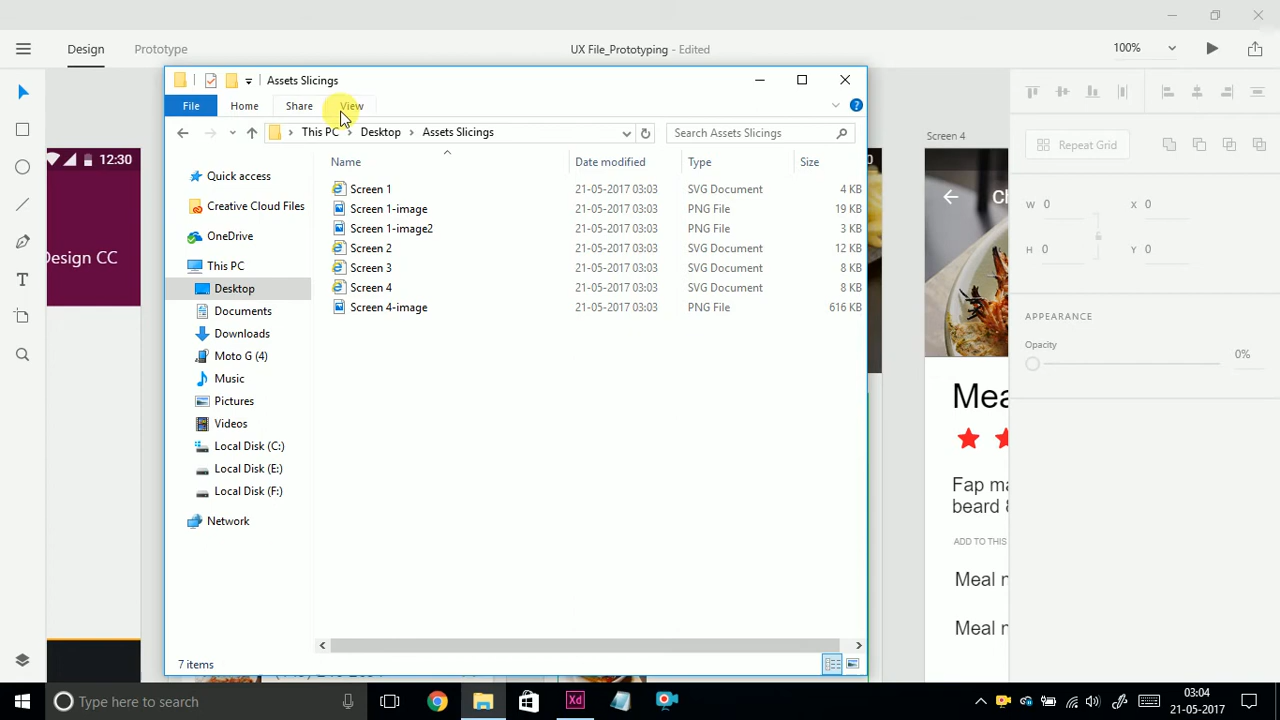 Design
Prototype
UX File_Prototyping - Edited
100%
Assets Slicings
File
Home
Share
View
This PC
Desktop
Assets Slicings
Search Assets Slicings
Name
Date modified
Type
Size
Quick access
Creative Cloud Files
OneDrive
This PC
Desktop
Documents
Downloads
Moto G (4)
Music
Pictures
Videos
Local Disk (C:)
Local Disk (E:)
Local Disk (F:)
Network
Screen 1 21-05-2017 03:03 SVG Document 4 KB
Screen 1-image 21-05-2017 03:03 PNG File 19 KB
Screen 1-image2 21-05-2017 03:03 PNG File 3 KB
Screen 2 21-05-2017 03:03 SVG Document 12 KB
Screen 3 21-05-2017 03:03 SVG Document 8 KB
Screen 4 21-05-2017 03:03 SVG Document 8 KB
Screen 4-image 21-05-2017 03:03 PNG File 616 KB
7 items
12:30
Design CC
Screen 4
Mea
Fap ma
beard &
ADD TO THIS
Meal n
Meal n
Repeat Grid
W 0 X 0
H 0 Y 0
APPEARANCE
Opacity
0%
Type here to search
Xd
03:04
21-05-2017